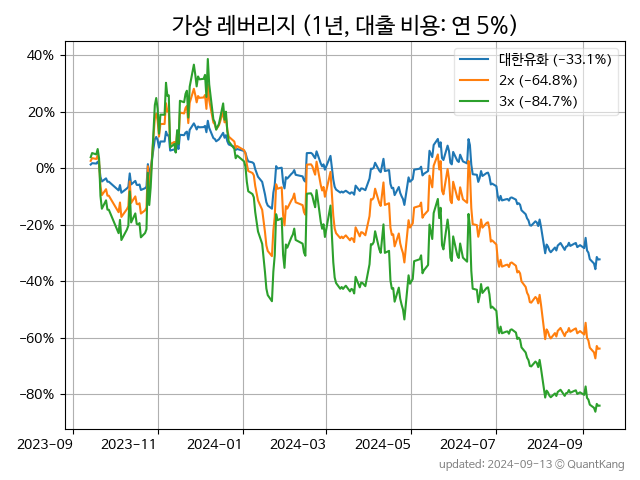 가상 레버리지 (1년, 대출 비용: 연 5%)
대한유화 (−33.1%)
2x (−64.8%)
3x (−84.7%)
40%
20%
0%
−20%
−40%
−60%
−80%
2023-09
2023-11
2024-01
2024-03
2024-05
2024-07
2024-09
updated: 2024-09-13 ⓒ QuantKang